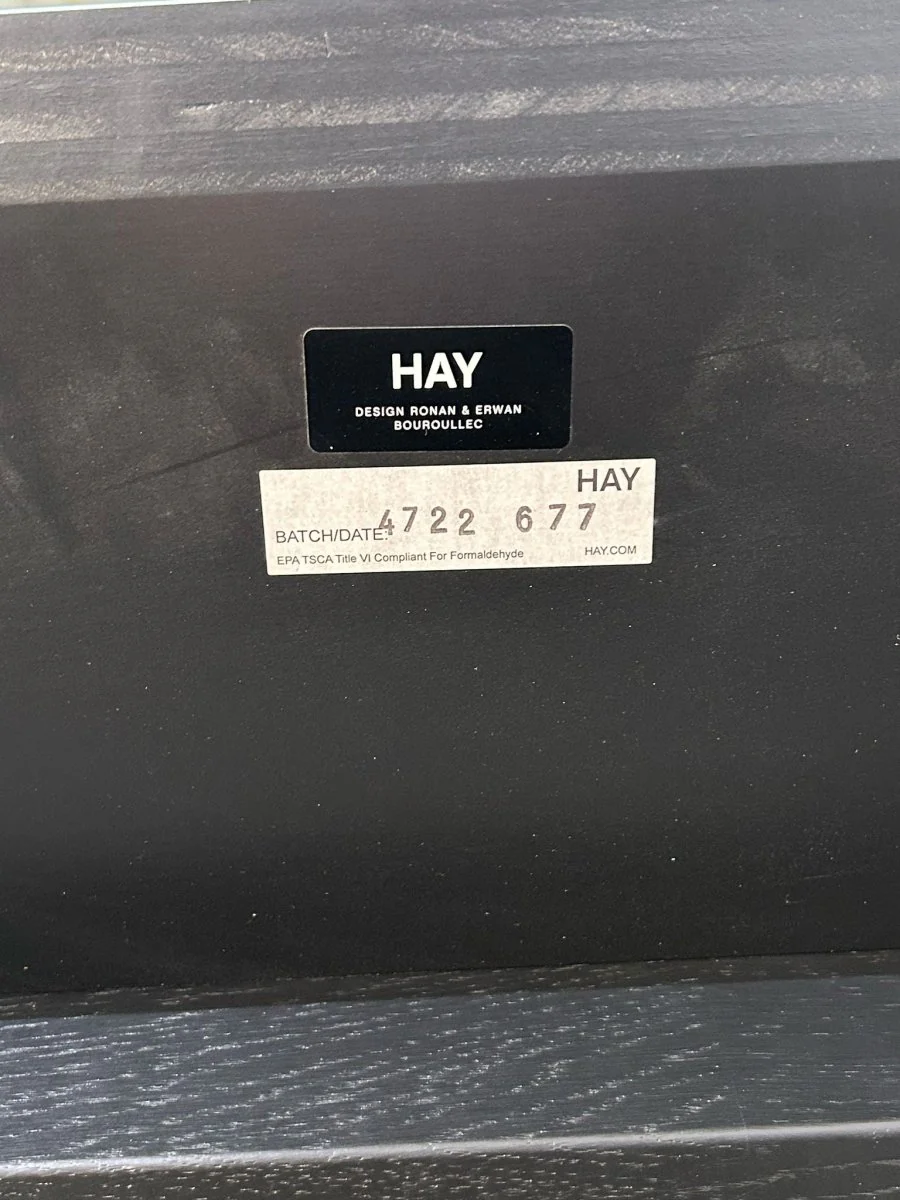 HAY
DESIGN RONAN & ERWAN
BOUROULLEC
HAY
BATCH/DATE: 4722 677
EPA TSCA Title VI Compliant For Formaldehyde HAY.COM